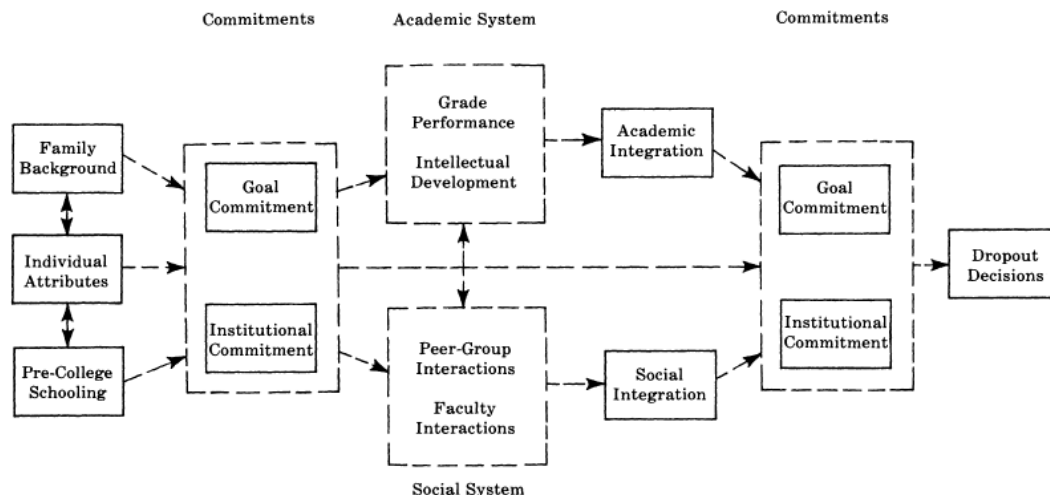 Commitments
Academic System
Commitments
Family
Background
Individual
Attributes
Pre-College
Schooling
Goal
Commitment
Institutional
Commitment
Grade
Performance
Intellectual
Development
Peer-Group
Interactions
Faculty
Interactions
Social System
Academic
Integration
Social
Integration
Goal
Commitment
Institutional
Commitment
Dropout
Decisions